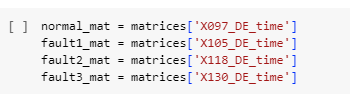 [ ] normal_mat = matrices['X097_DE_time']
fault1_mat = matrices['X105_DE_time']
fault2_mat = matrices['X118_DE_time']
fault3_mat = matrices['X130_DE_time']